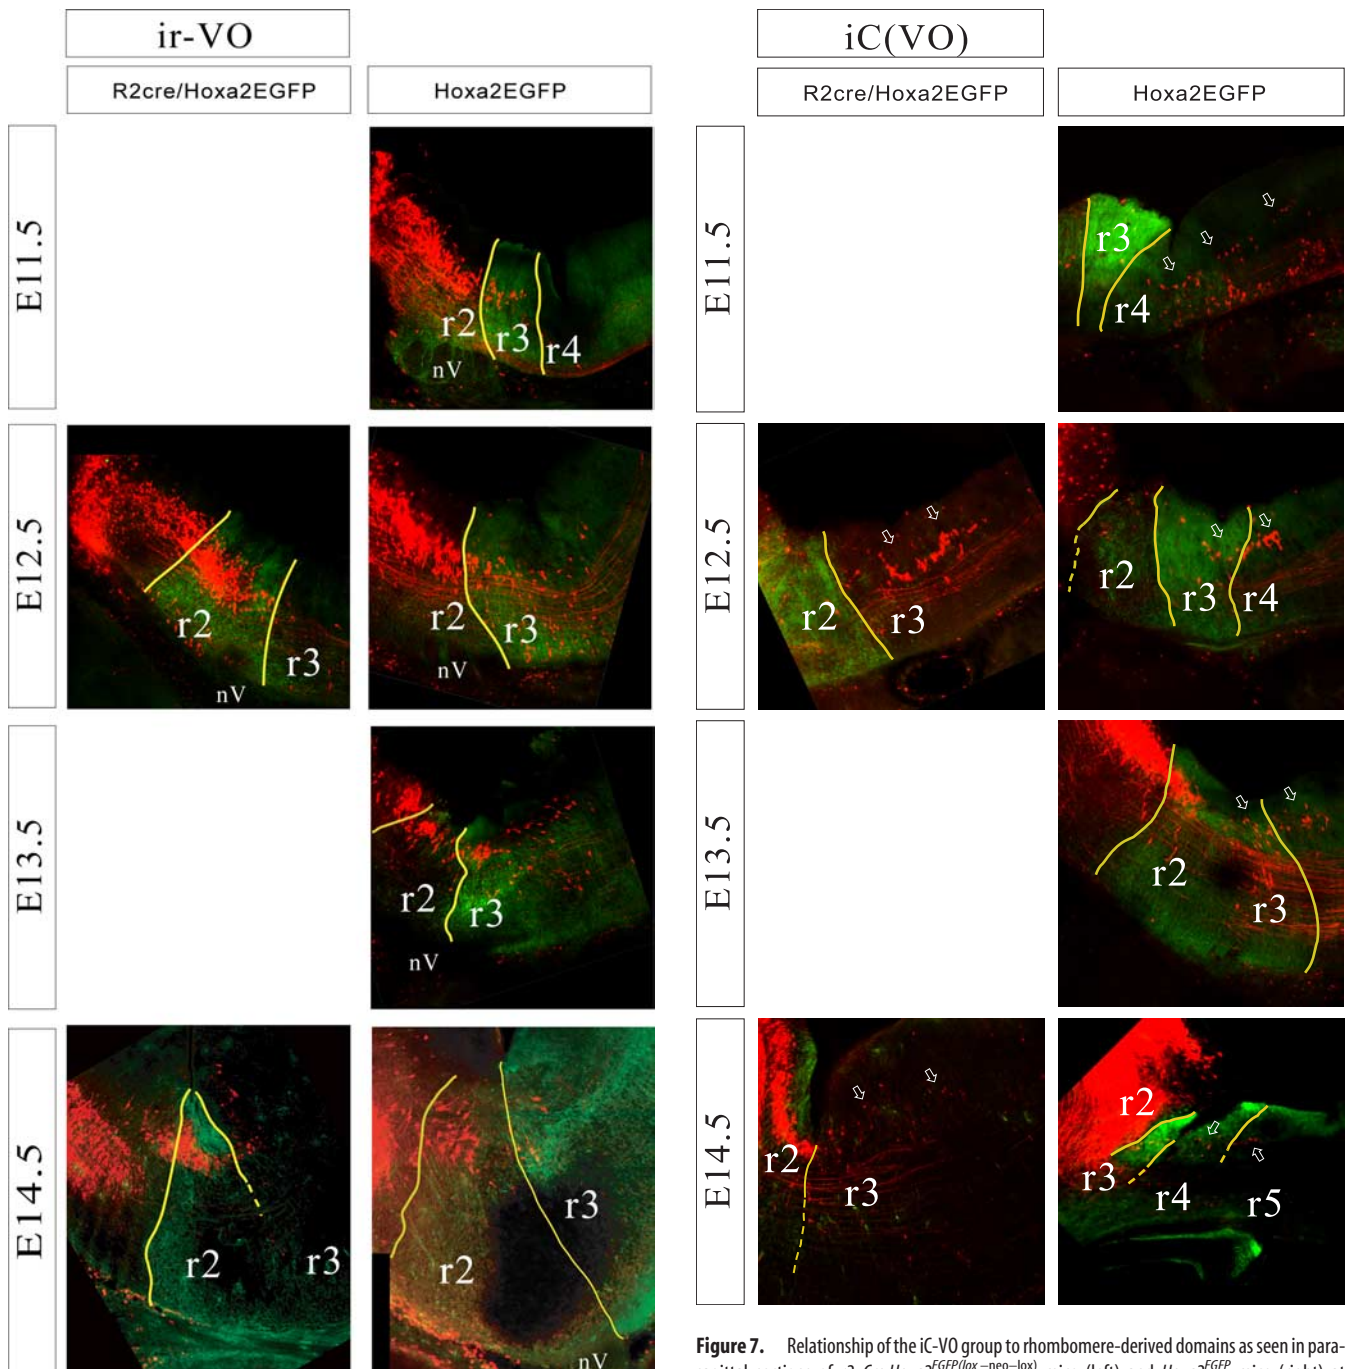 ir-VO
R2cre/Hoxa2EGFP
Hoxa2EGFP
E11.5
r2
r3
r4
nV
E12.5
r2
r3
nV
r2
r3
nV
E13.5
r2
r3
nV
E14.5
r2
r3
r2
r3
nV
iC(VO)
R2cre/Hoxa2EGFP
Hoxa2EGFP
E11.5
r3
r4
E12.5
r2
r3
r2
r3
r4
E13.5
r2
r3
E14.5
r2
r3
r2
r3
r4
r5
Figure 7. Relationship of the iC-VO group to rhombomere-derived domains as seen in para-